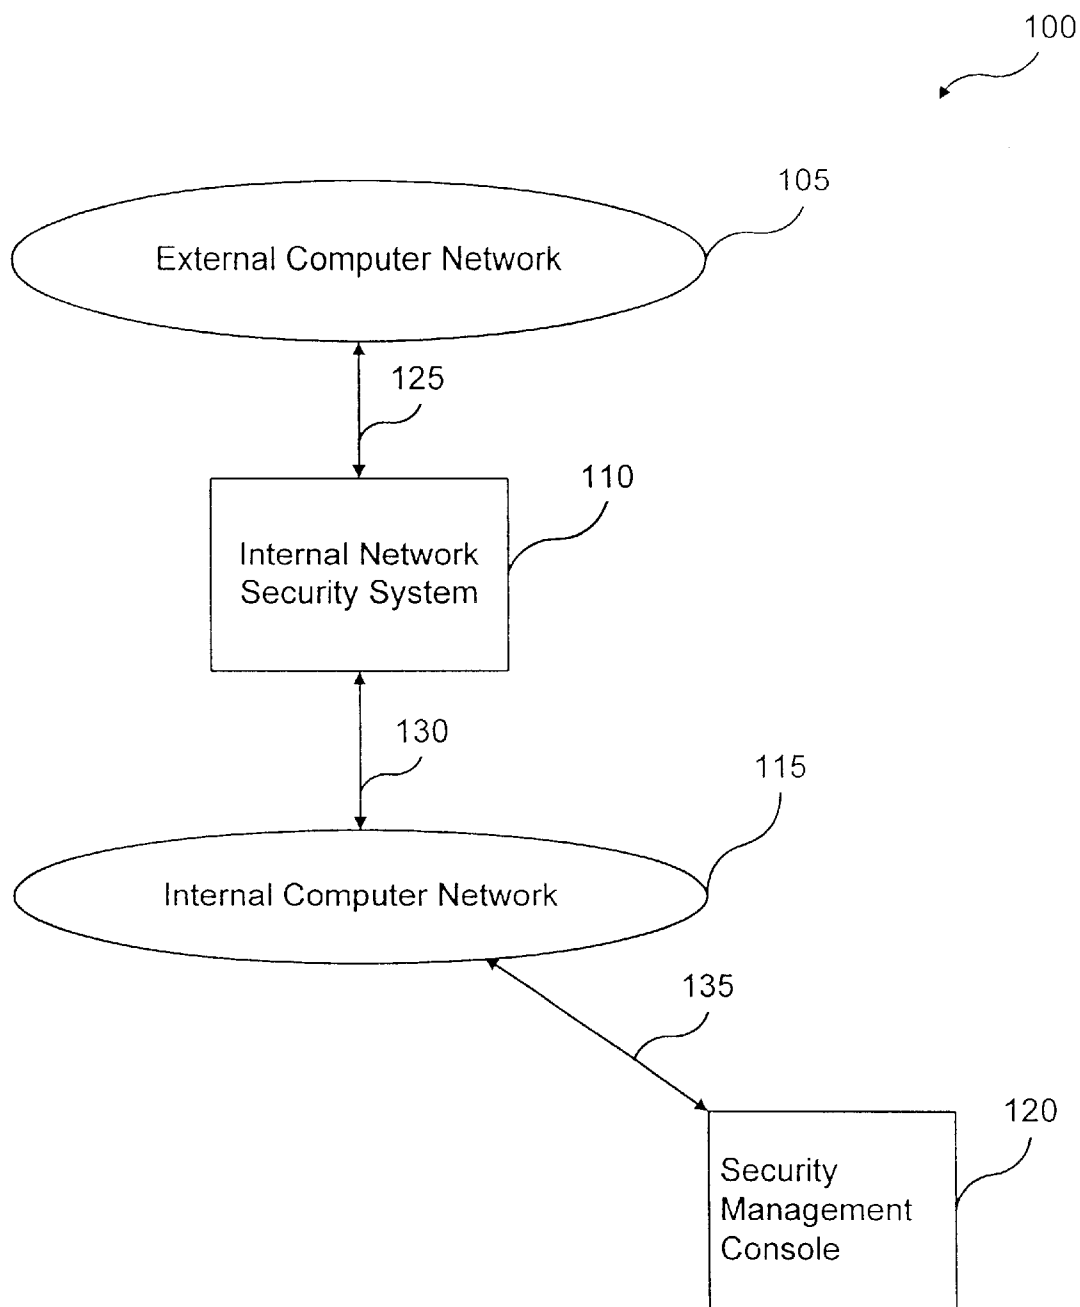 100
105
External Computer Network
125
110
Internal Network
Security System
130
115
Internal Computer Network
135
120
Security
Management
Console